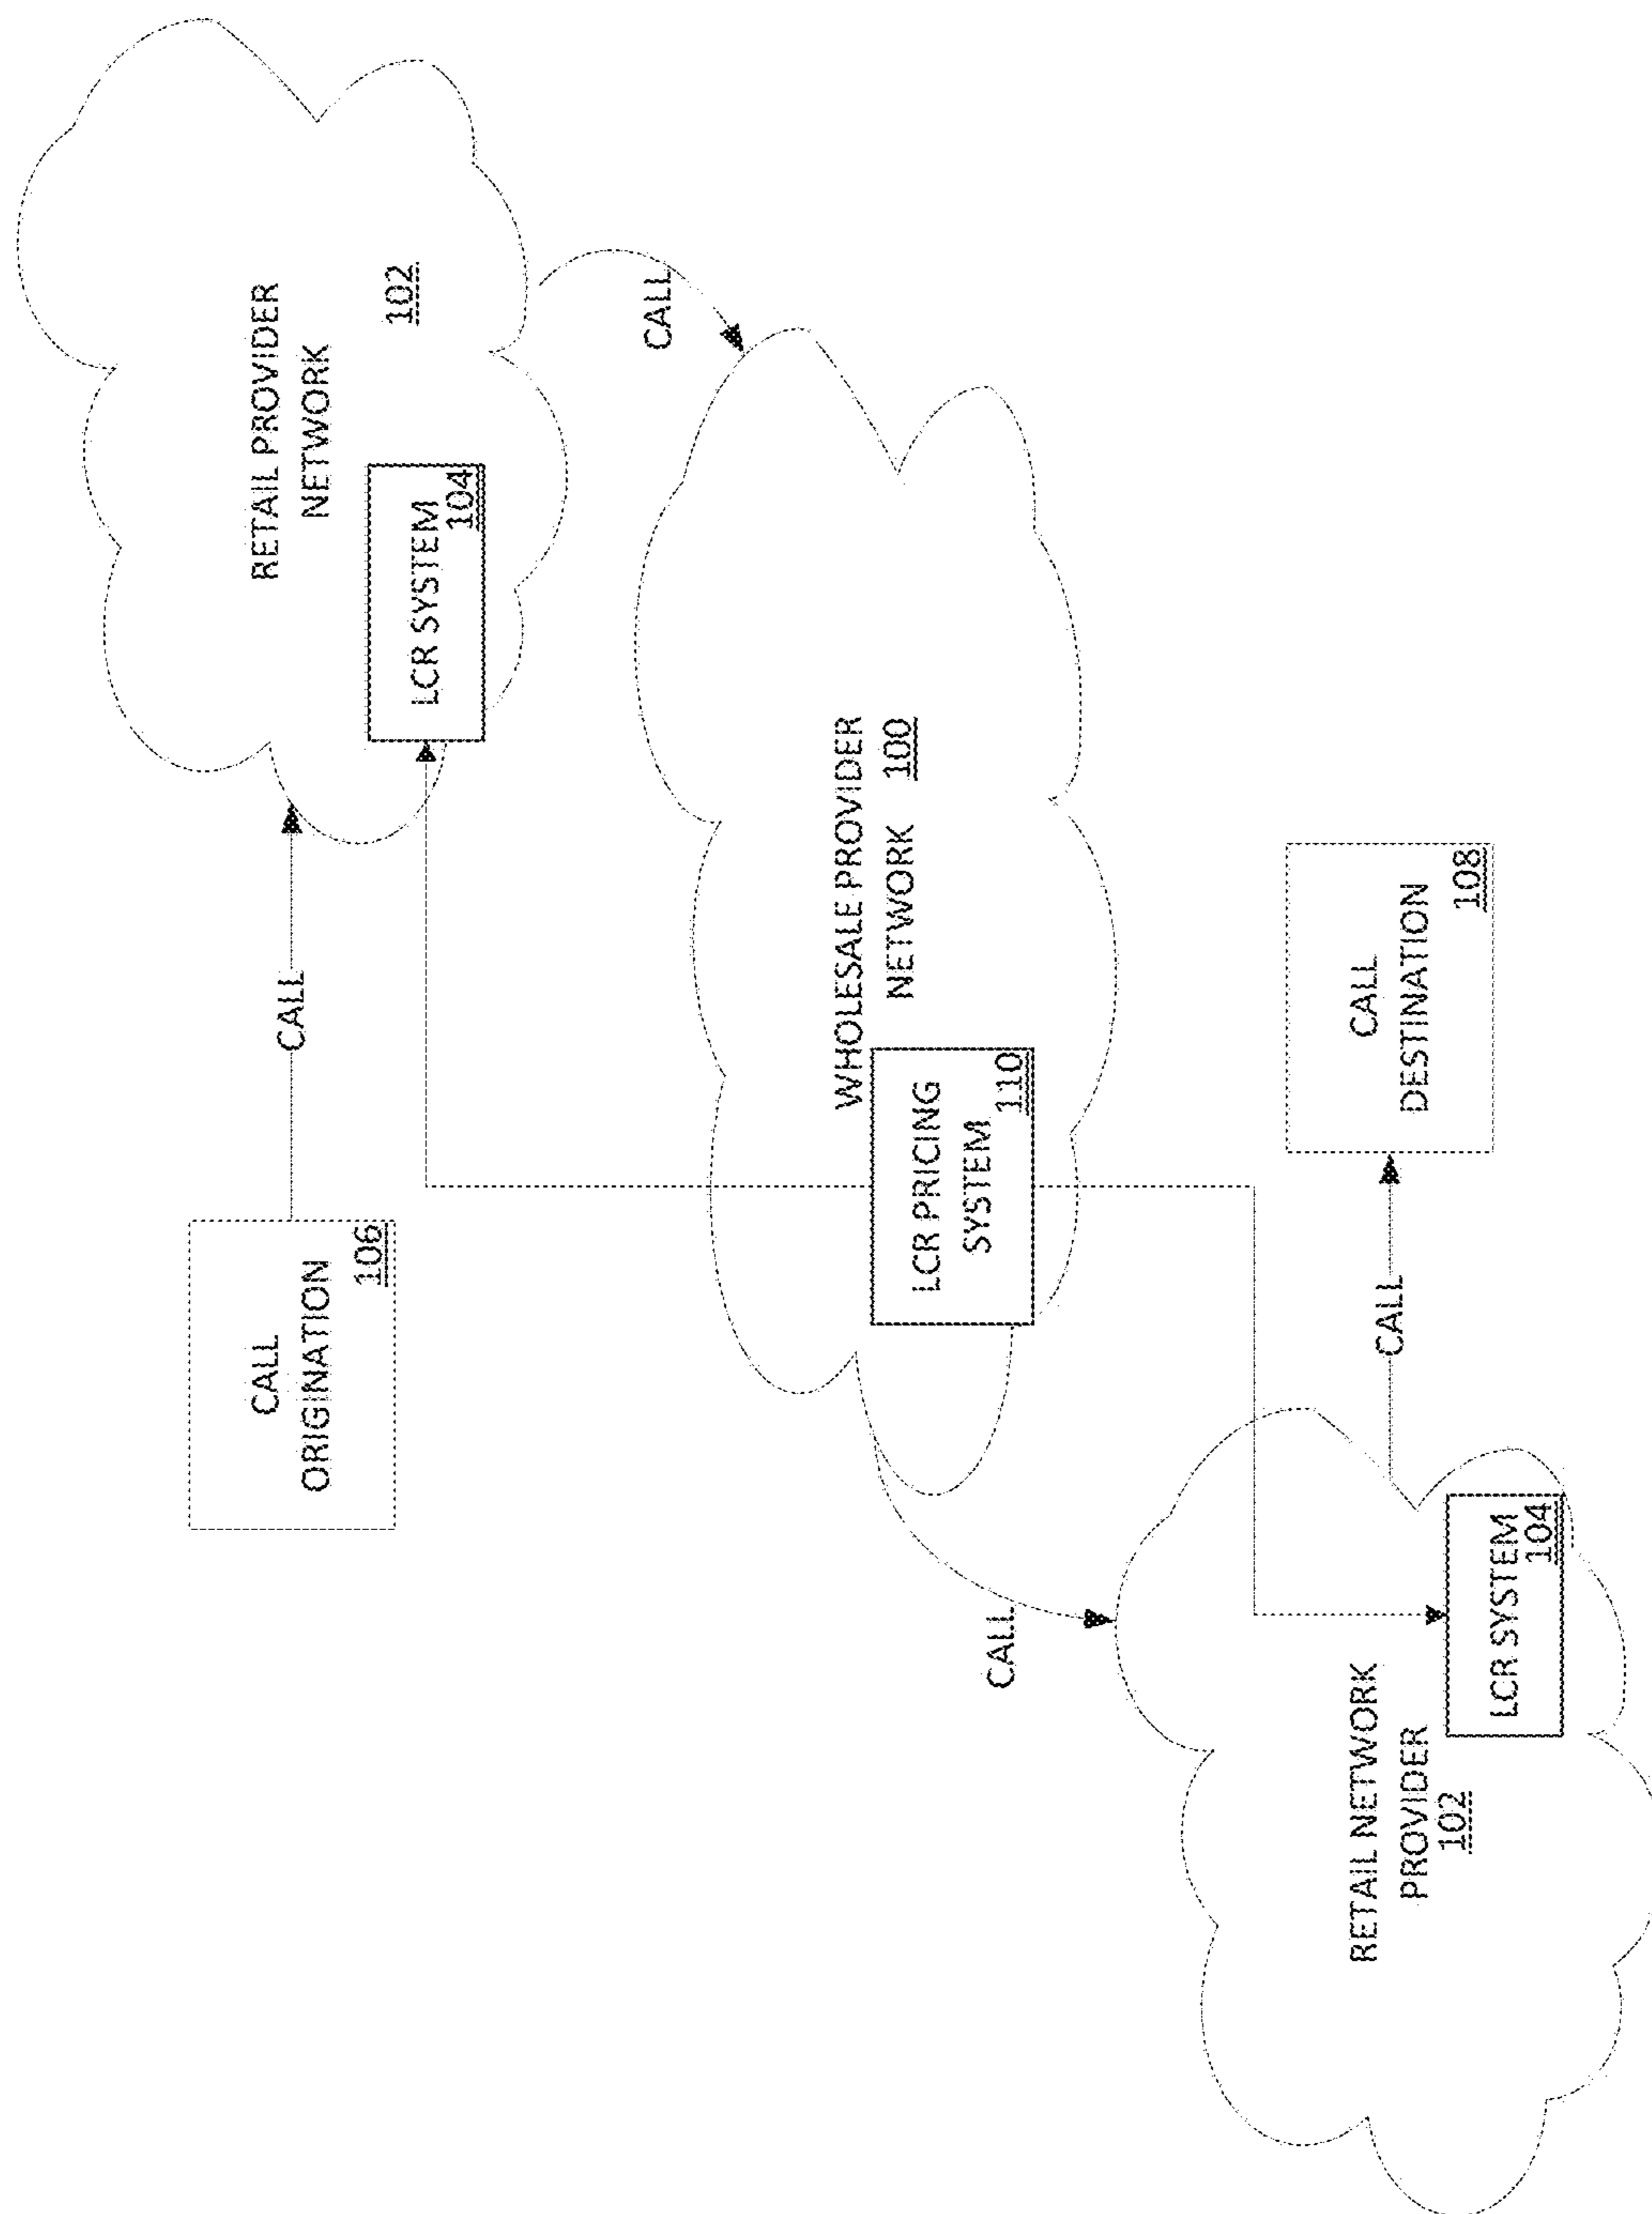 CALL
ORIGINATION
106
CALL
RETAIL PROVIDER
NETWORK
102
LCR SYSTEM
104
CALL
WHOLESALE PROVIDER
NETWORK 100
LCR PRICING
SYSTEM
110
CALL
RETAIL NETWORK
PROVIDER
102
LCR SYSTEM
104
CALL
CALL
DESTINATION
108